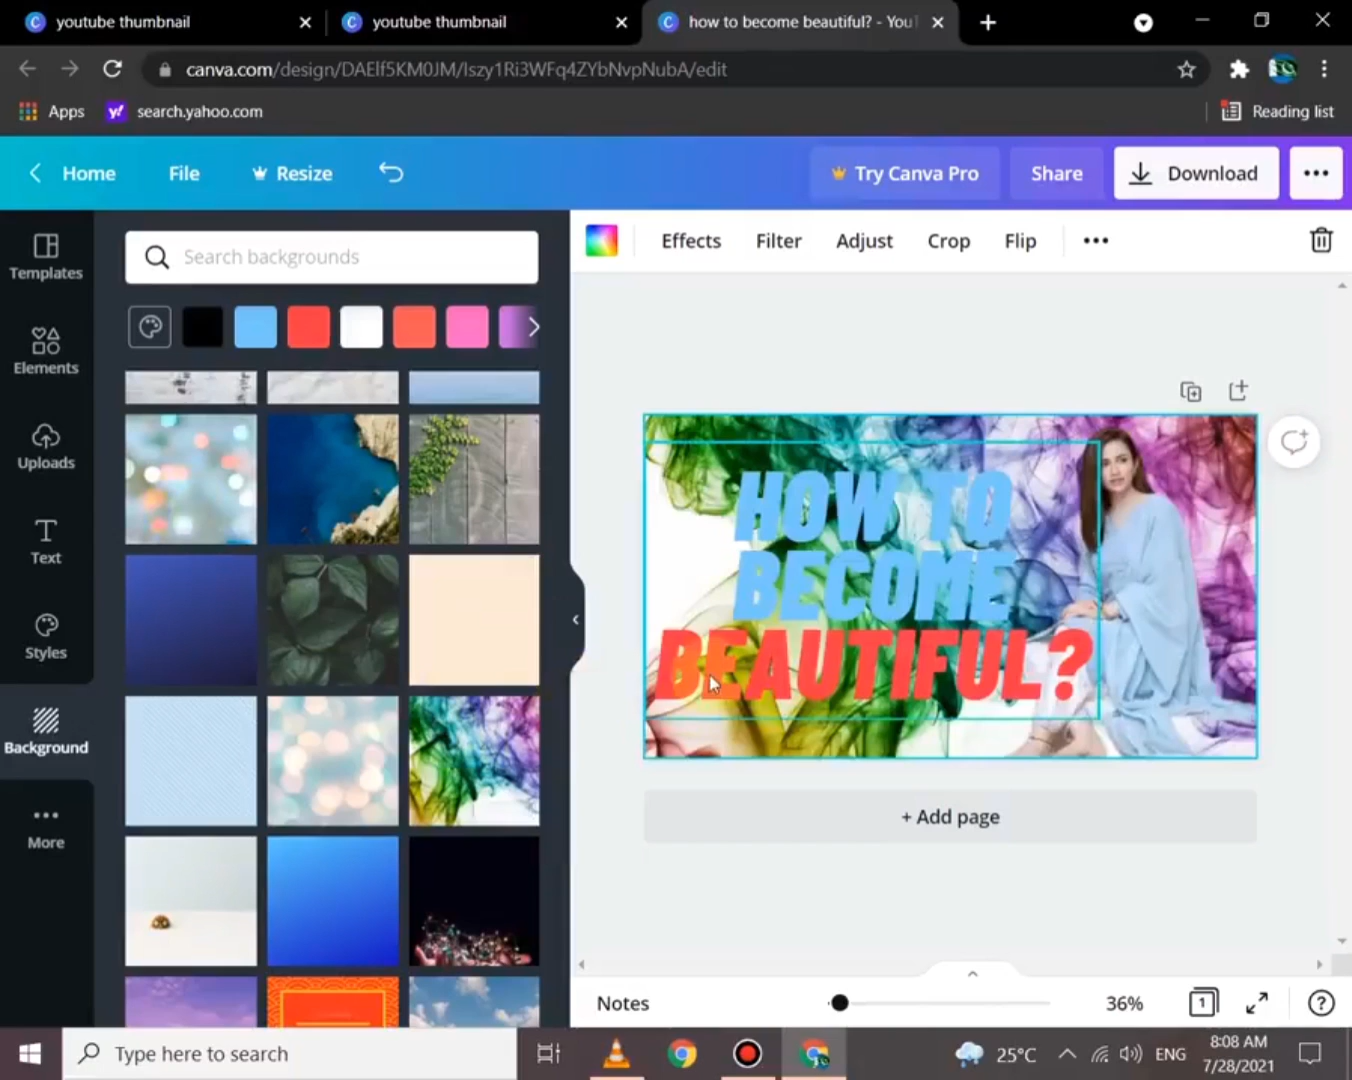 youtube thumbnail
youtube thumbnail
how to become beautiful? - You
canva.com/design/DAElf5KM0JM/Iszy1Ri3WFq4ZYbNvpNubA/edit
Apps
search.yahoo.com
Reading list
Home
File
Resize
Try Canva Pro
Share
Download
Templates
Elements
Uploads
Text
Styles
Background
More
Search backgrounds
Effects
Filter
Adjust
Crop
Flip
HOW TO
BECOME
BEAUTIFUL?
+ Add page
Notes
36%
1
Type here to search
25°C
ENG
8:08 AM
7/28/2021